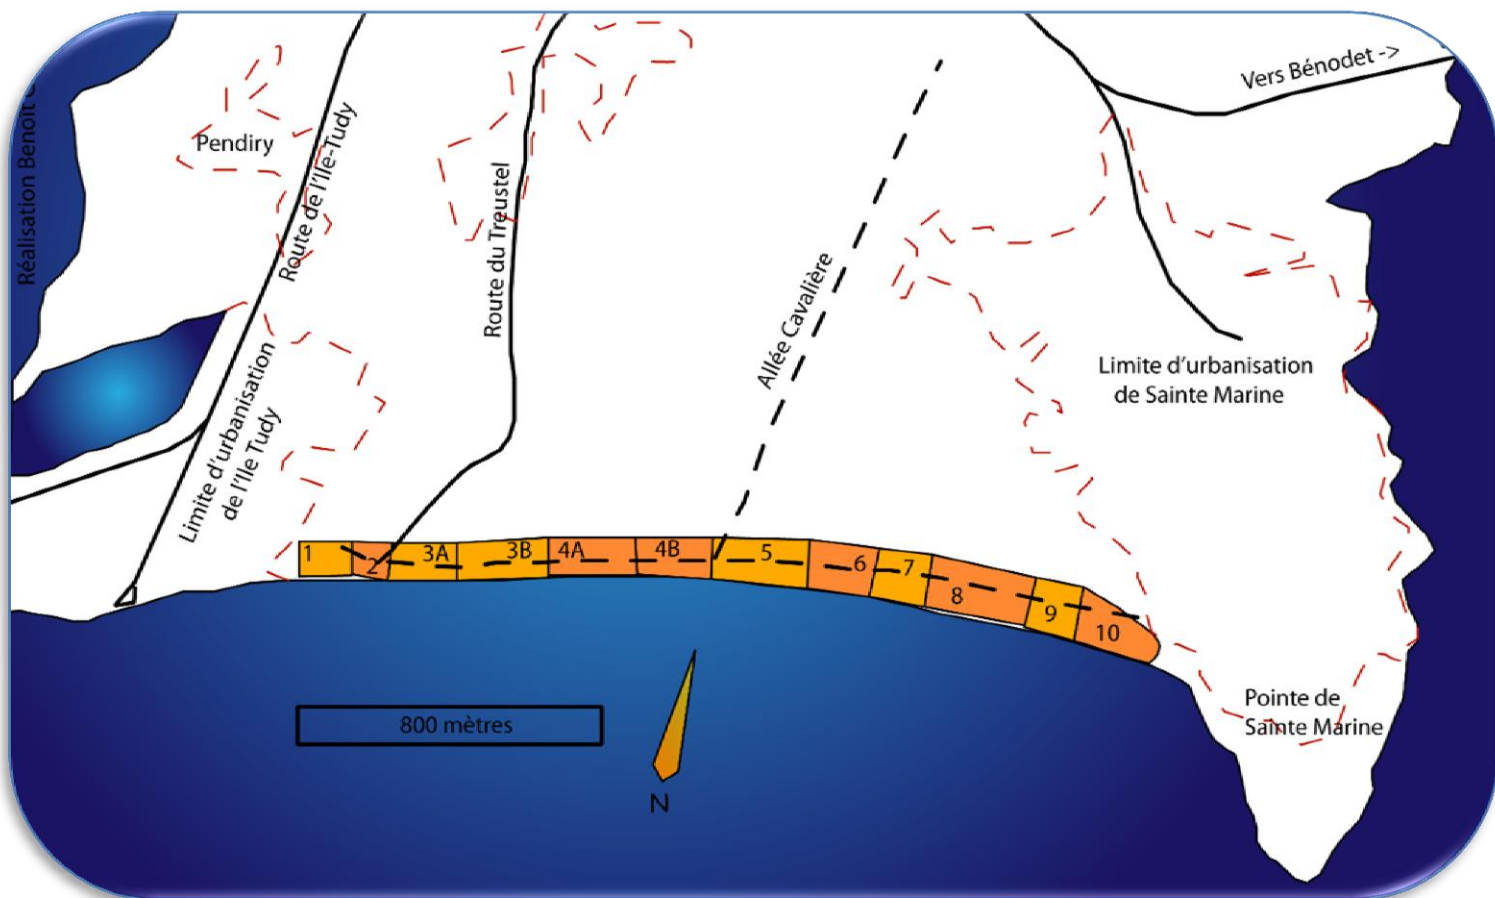 Réalisation Benoit
Pendiry
Route de l'Ile-Tudy
Route du Treustel
Allée Cavalière
Vers Bénodet ->
Limite d'urbanisation
de l'Ile Tudy
Limite d'urbanisation
de Sainte Marine
1
2
3A
3B
4A
4B
5
6
7
8
9
10
800 mètres
N
Pointe de
Sainte Marine